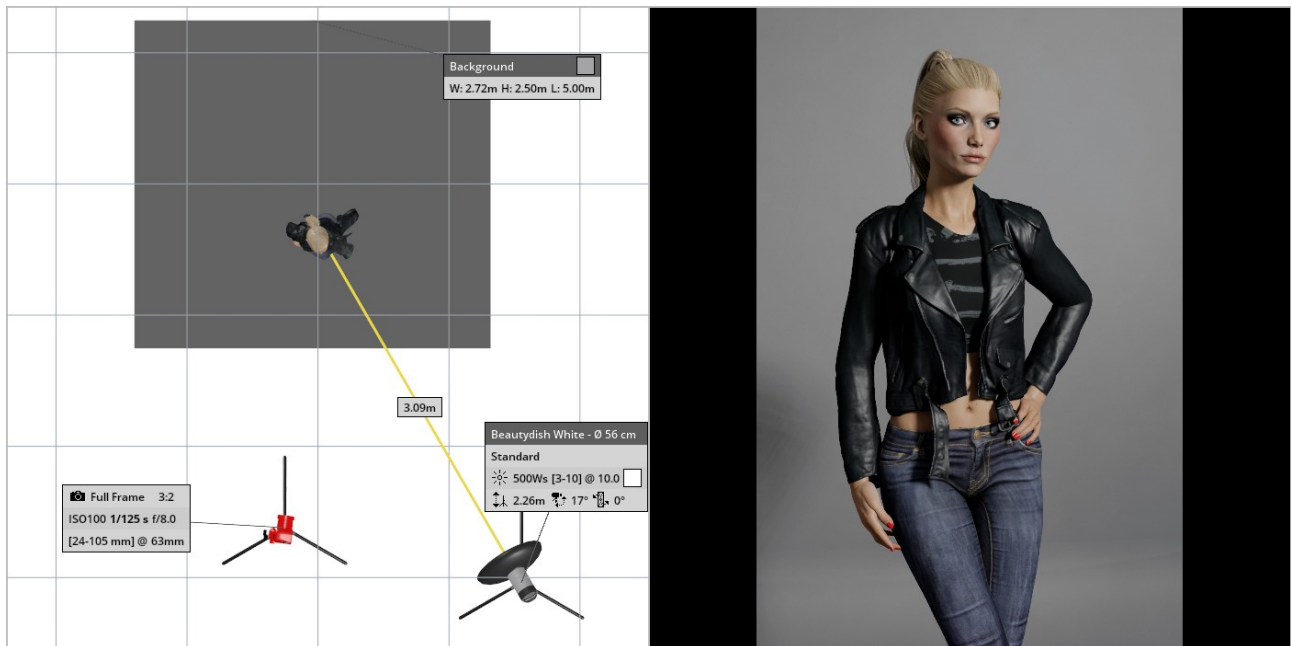 Background
W: 2.72m H: 2.50m L: 5.00m
3.09m
Beautydish White - Ø 56 cm
Standard
500Ws [3-10] @ 10.0
2.26m 17° 0°
Full Frame 3:2
ISO100 1/125 s f/8.0
[24-105 mm] @ 63mm